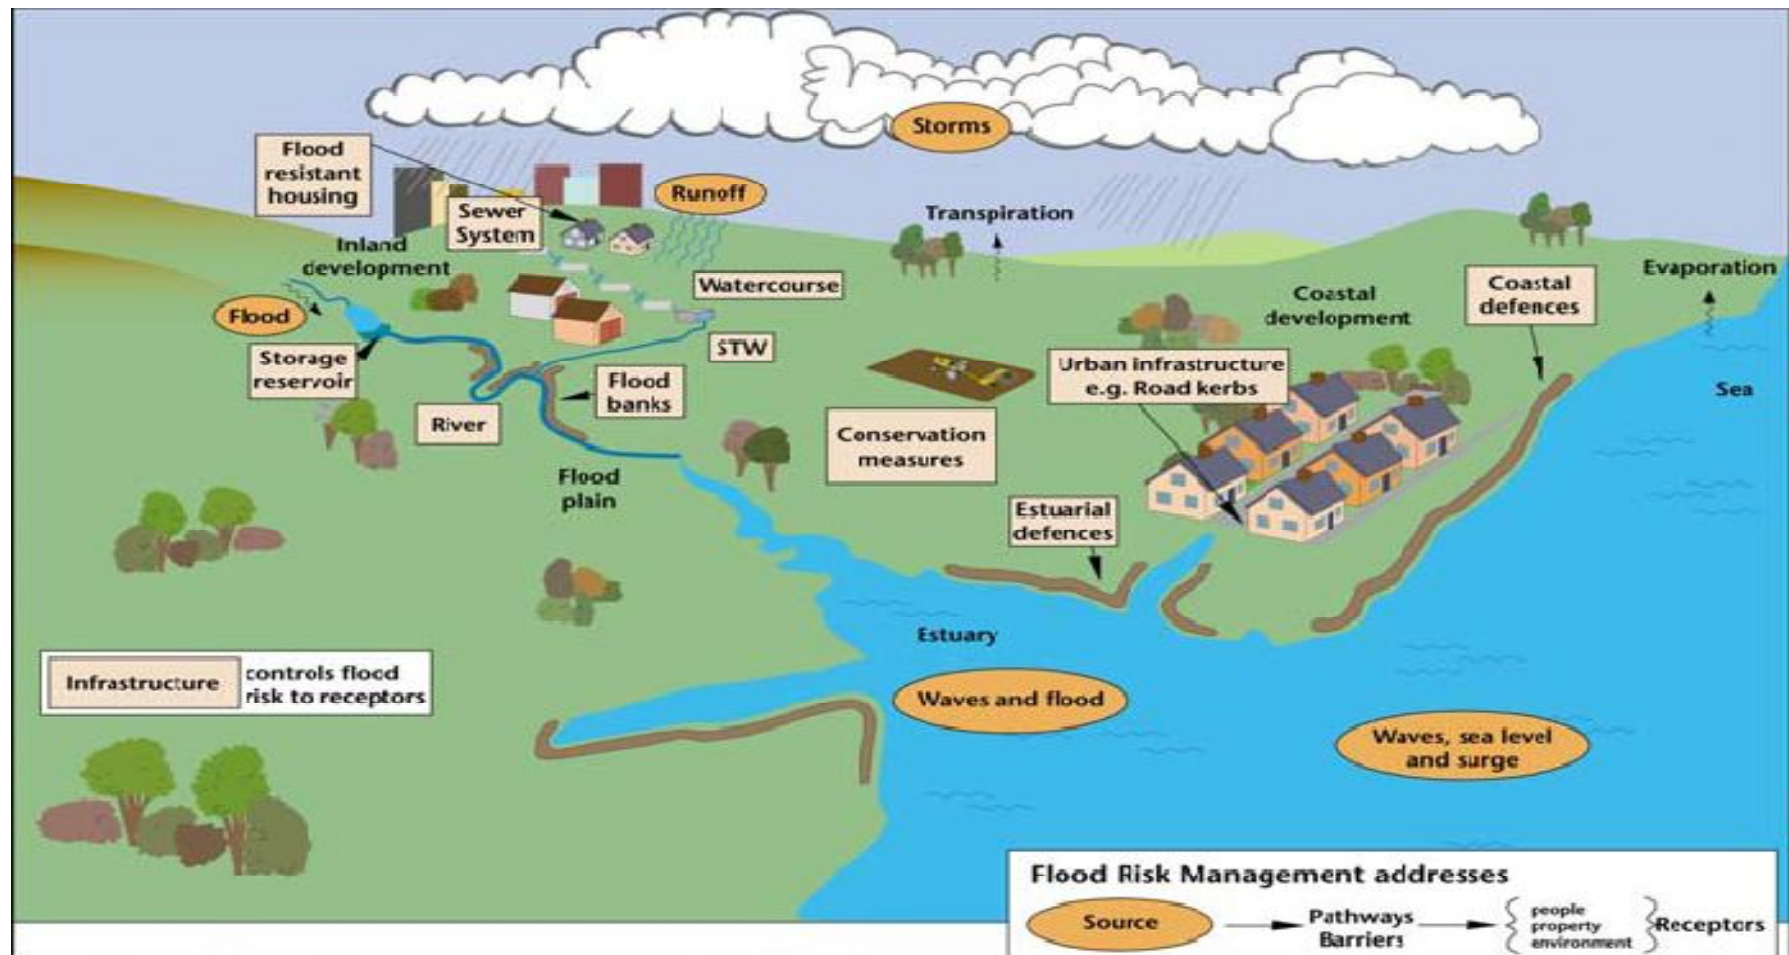 Storms
Flood
resistant
housing
Runoff
Sewer
System
Transpiration
Inland
development
Evaporation
Coastal
defences
Watercourse
Coastal
development
Flood
STW
Storage
reservoir
Urban infrastructure
e.g. Road kerbs
Flood
banks
Sea
River
Conservation
measures
Flood
plain
Estuarial
defences
Estuary
Infrastructure
controls flood
risk to receptors
Waves and flood
Waves, sea level
and surge
Flood Risk Management addresses
Source
Pathways
Barriers
people
property
environment
Receptors